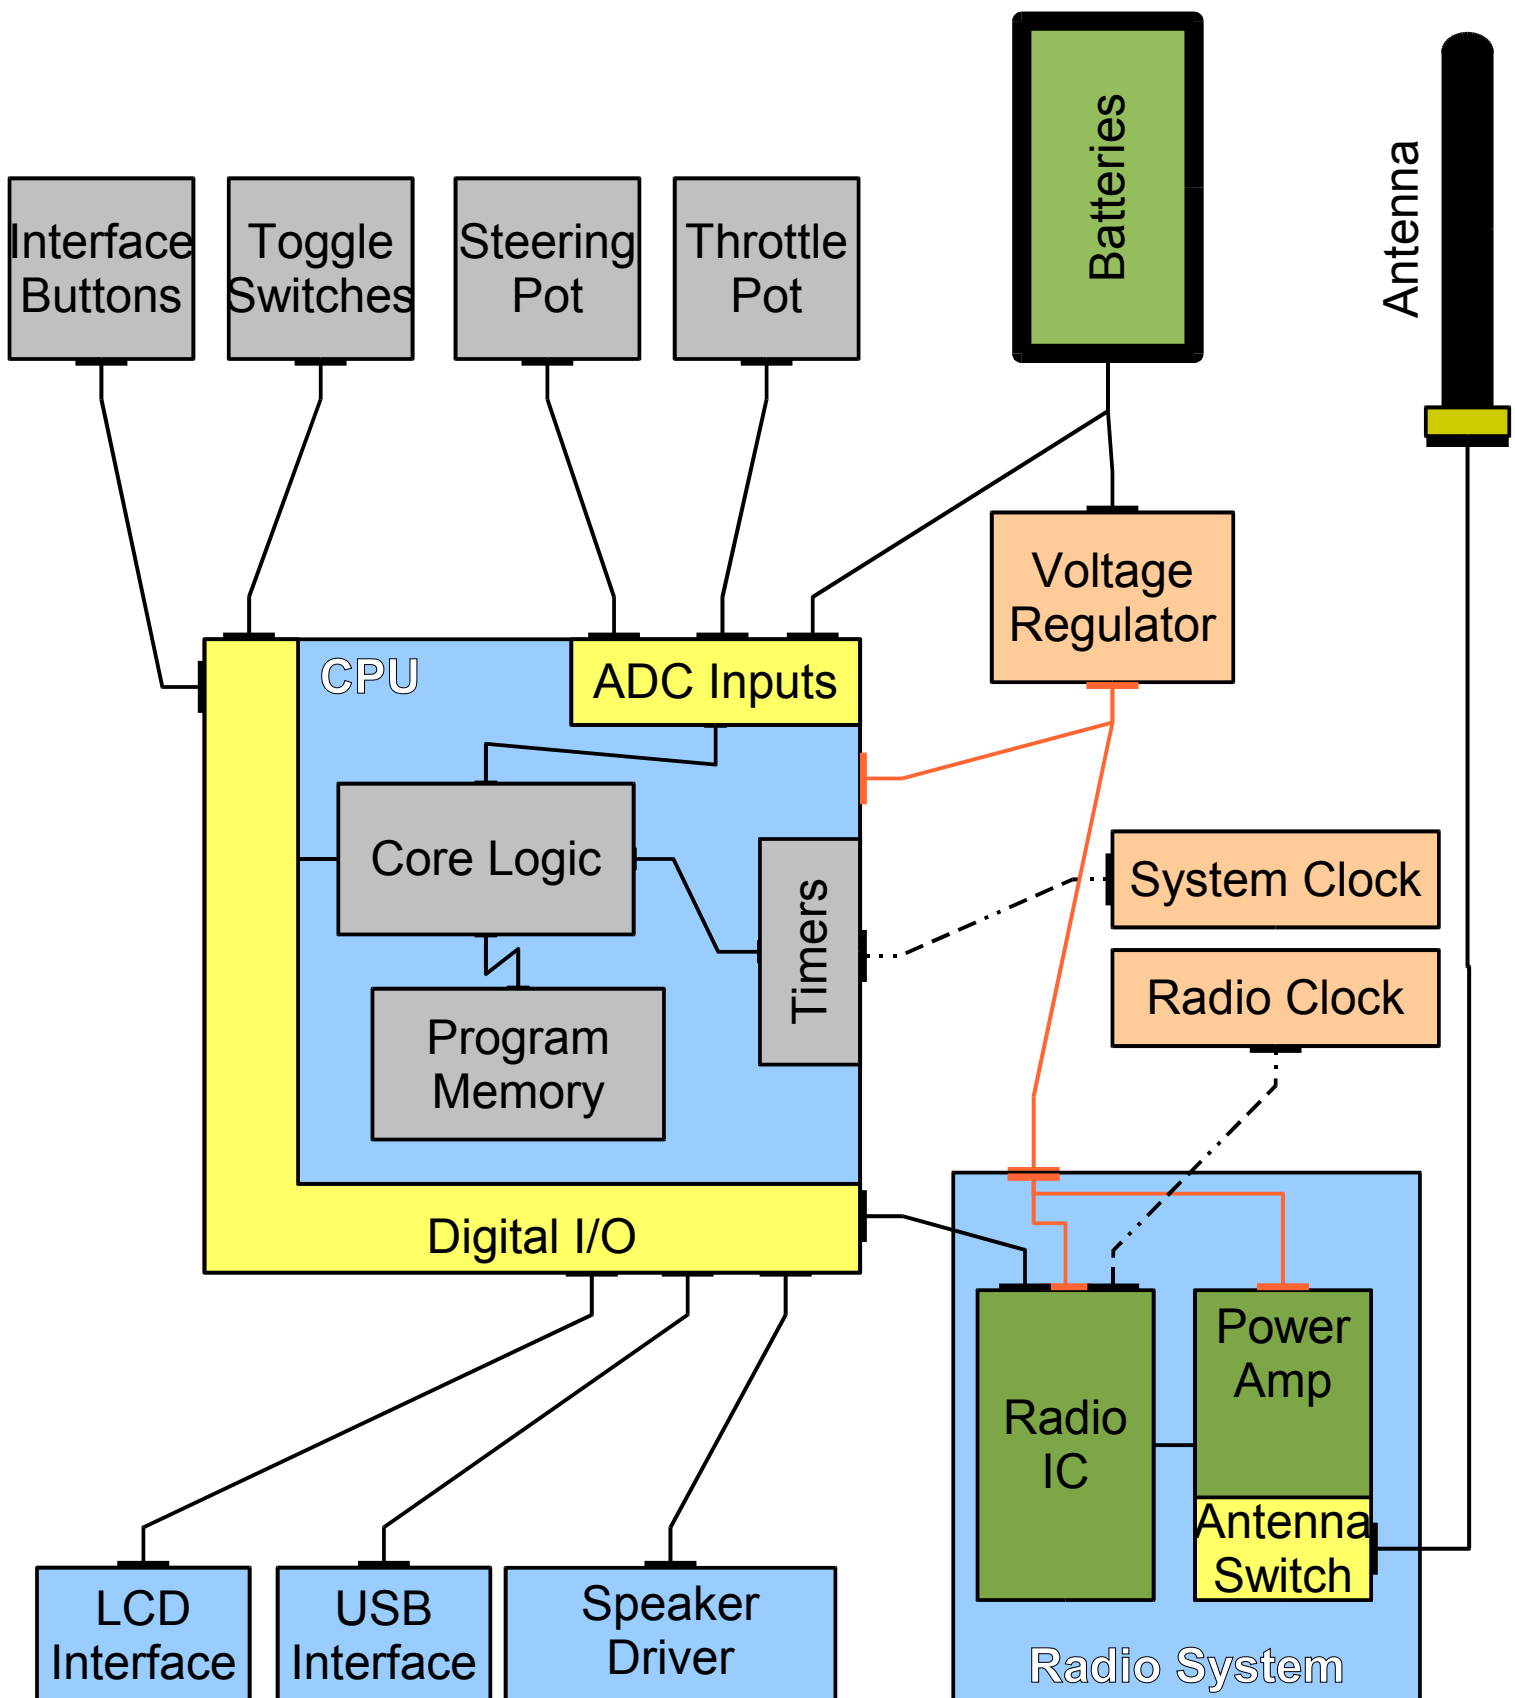 Batteries
Antenna
Interface
Buttons
Toggle
Switches
Steering
Pot
Throttle
Pot
Voltage
Regulator
CPU
ADC Inputs
Core Logic
Timers
System Clock
Radio Clock
Program
Memory
Digital I/O
Power
Amp
Radio
IC
Antenna
Switch
LCD
Interface
USB
Interface
Speaker
Driver
Radio System